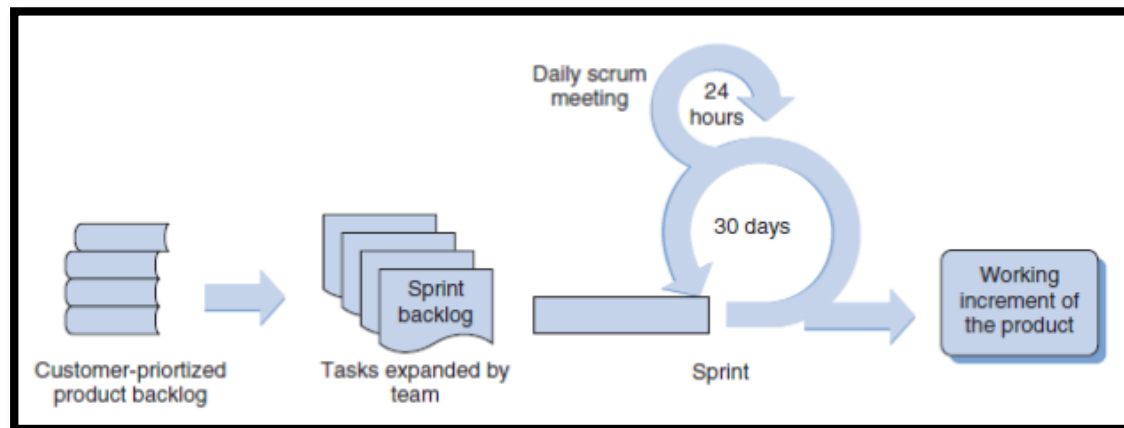 Daily scrum
meeting
24
hours
30 days
Sprint
backlog
Working
increment of
the product
Customer-priortized
product backlog
Tasks expanded by
team
Sprint